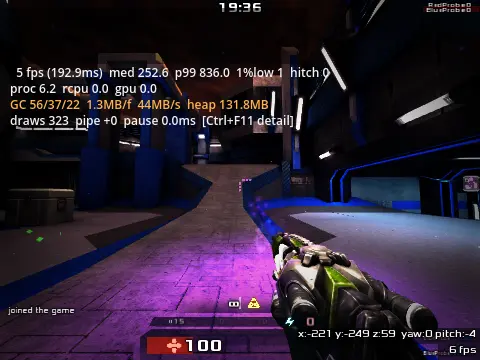 19:36
RedProbe0
BlueProbe0
5 fps (192.9ms) med 252.6 p99 836.0 1%low 1 hitch 0
proc 6.2 rcpu 0.0 gpu 0.0
GC 56/37/22 1.3MB/f 44MB/s heap 131.8MB
draws 323 pipe +0 pause 0.0ms [Ctrl+F11 detail]
joined the game
x:-221 y:-249 z:59 yaw:0 pitch:-4
100
6 fps